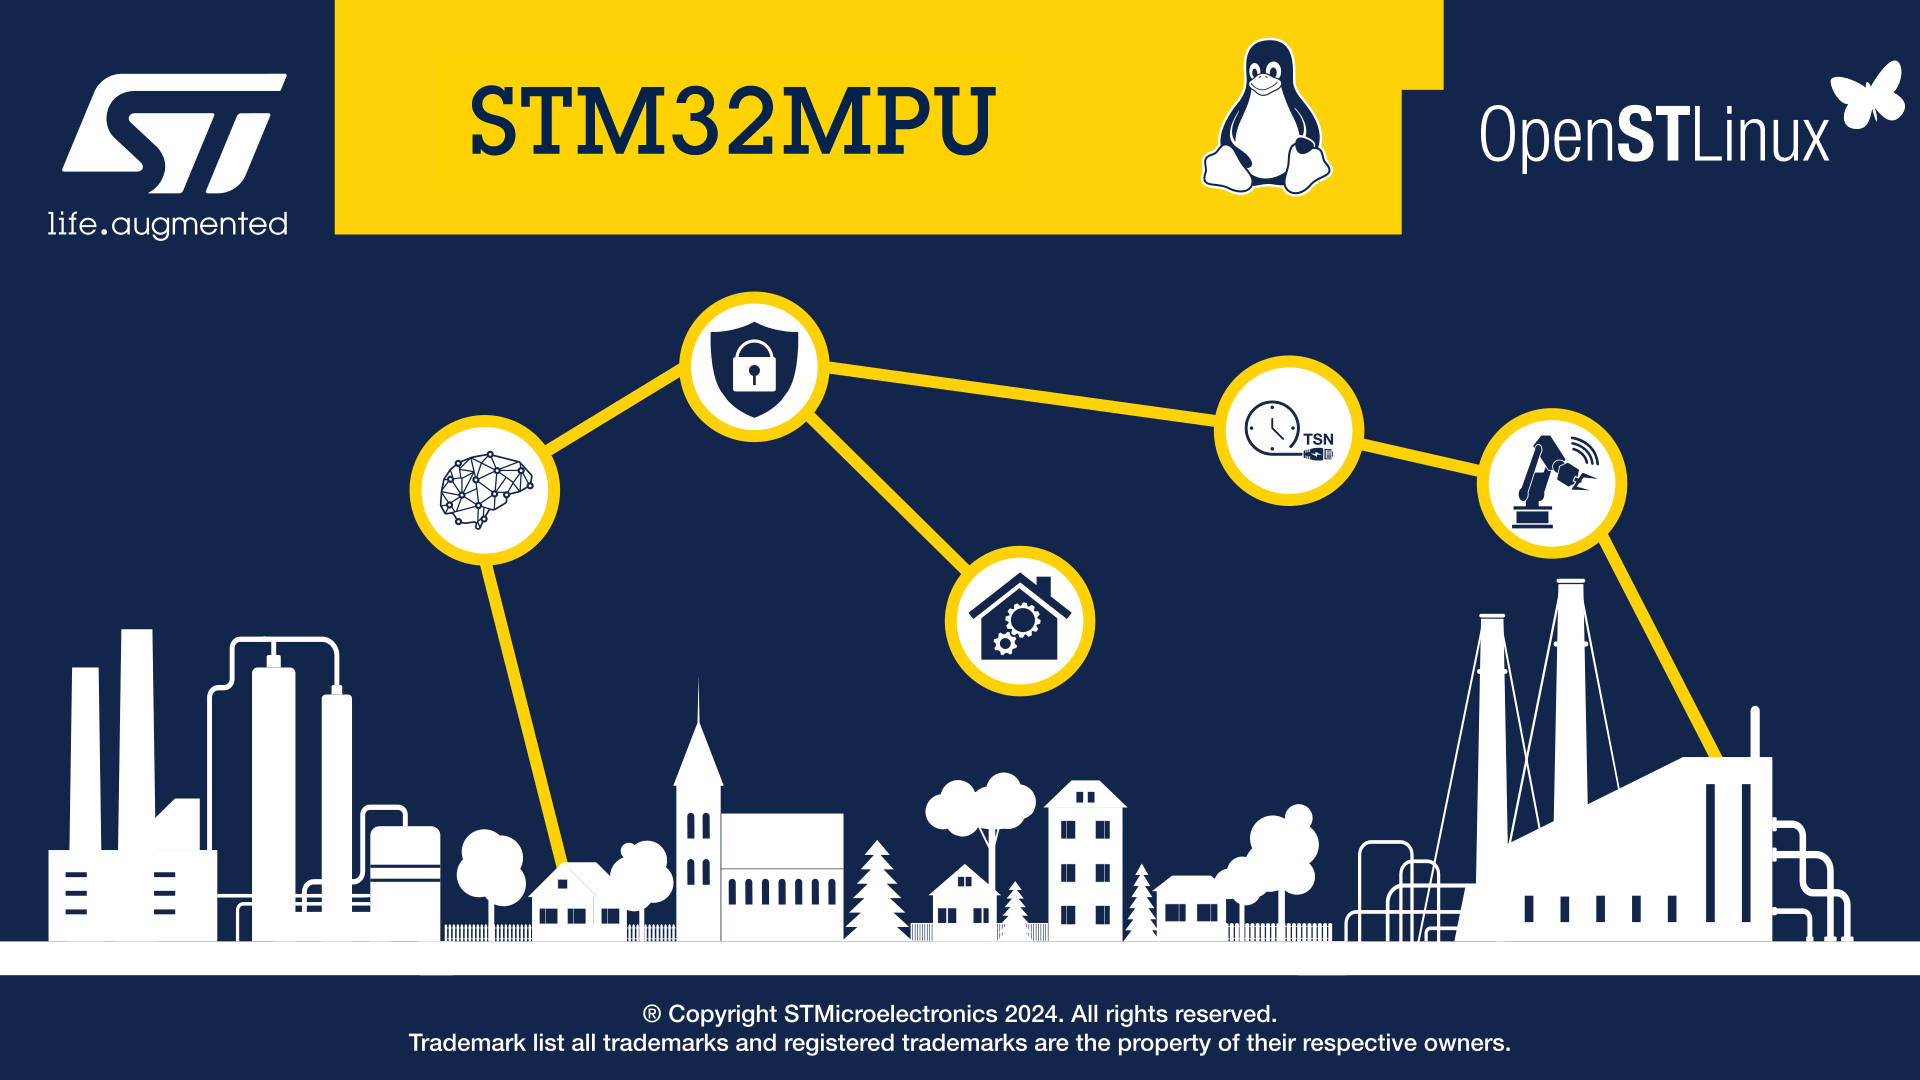 ST
life.augmented
STM32MPU
OpenSTLinux
TSN
® Copyright STMicroelectronics 2024. All rights reserved.
Trademark list all trademarks and registered trademarks are the property of their respective owners.